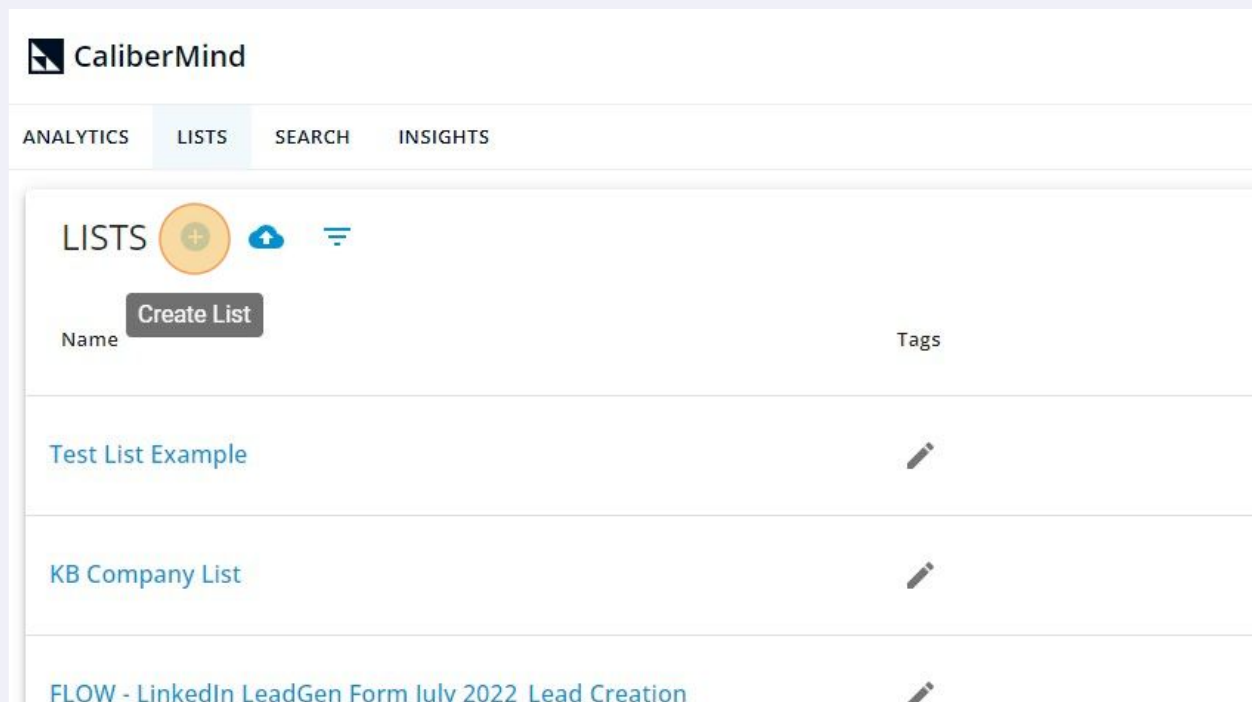 CaliberMind
ANALYTICS LISTS SEARCH INSIGHTS
LISTS
Create List
Name Tags
Test List Example
KB Company List
FLOW - LinkedIn LeadGen Form July 2022 Lead Creation